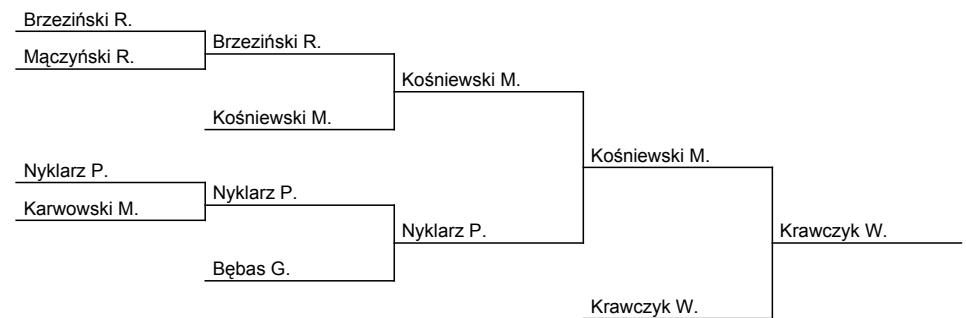 Brzeziński R.
Mączyński R.
Brzeziński R.
Kośniewski M.
Kośniewski M.
Nyklarz P.
Karwowski M.
Nyklarz P.
Bębas G.
Nyklarz P.
Kośniewski M.
Krawczyk W.
Krawczyk W.